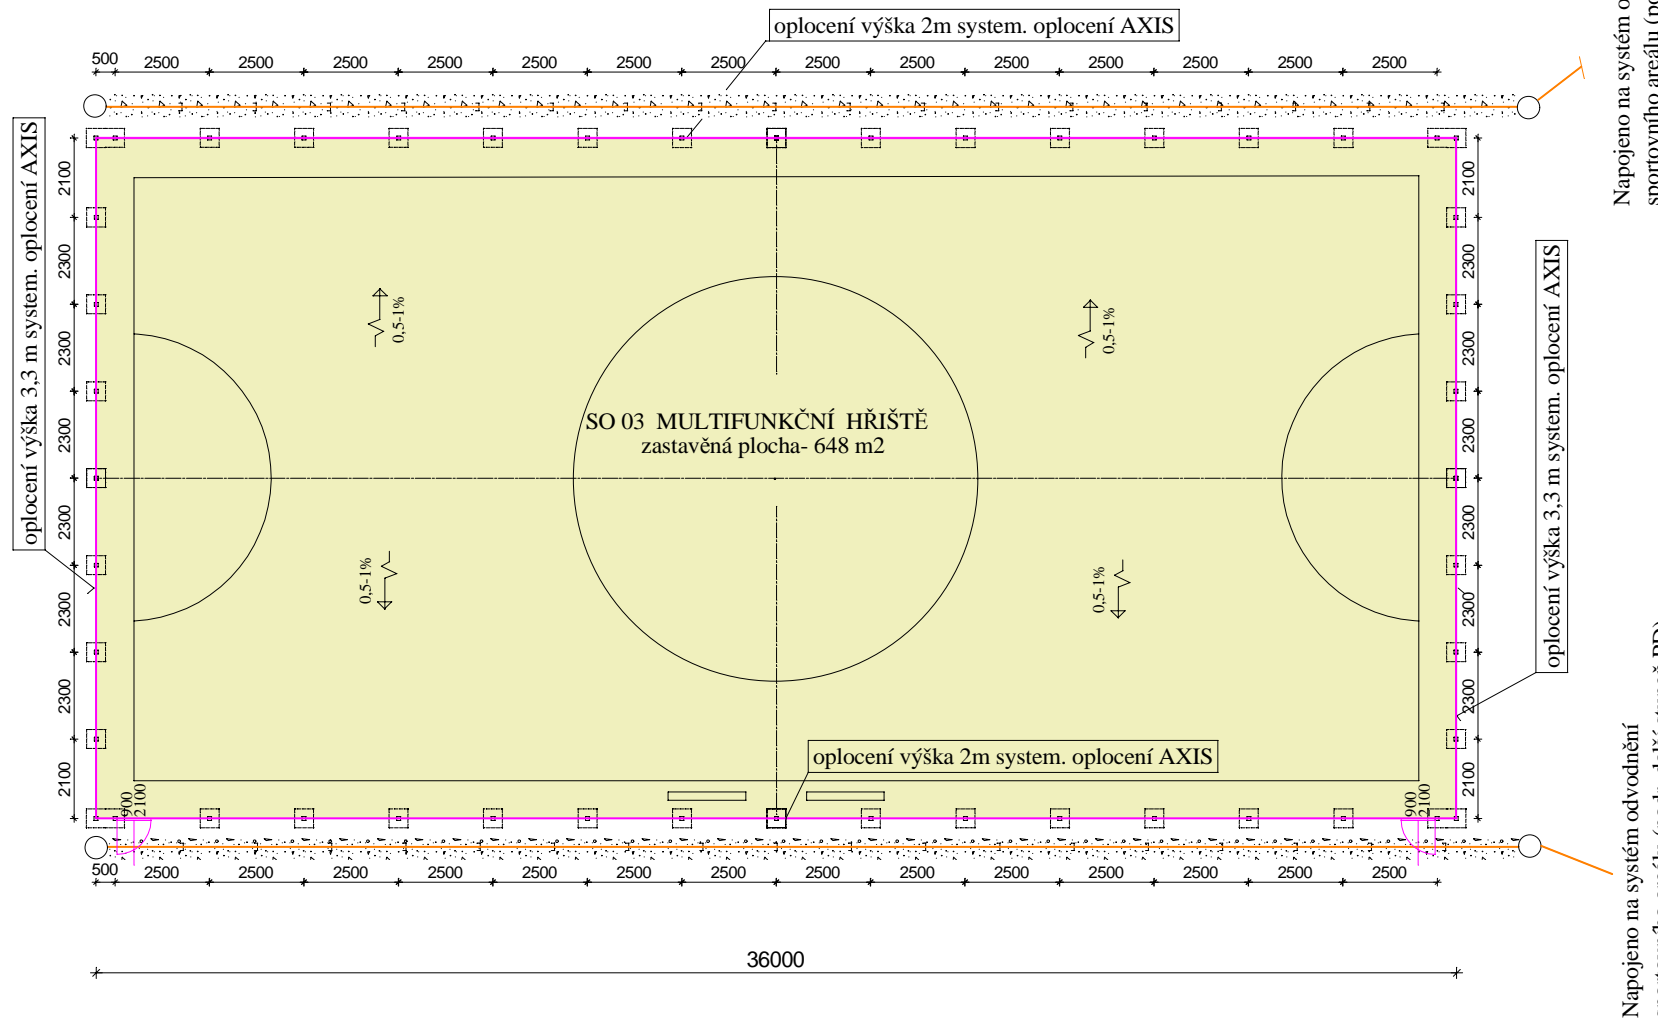 oplocení výška 2m system. oplocení AXIS
500 2500 2500 2500 2500 2500 2500 2500 2500 2500 2500 2500 2500 2500 2500
Napojeno na systém
sportovního areálu
oplocení výška 3,3 m system. oplocení AXIS
2100 2300 2300 2300 2300 2300 2300 2100
0,5-1%
0,5-1%
SO 03 MULTIFUNKČNÍ HŘIŠTĚ
zastavěná plocha- 648 m2
0,5-1%
0,5-1%
2100 2300 2300 2300 2300 2300 2300 2100
oplocení výška 3,3 m system. oplocení AXIS
oplocení výška 2m system. oplocení AXIS
900
2100
900
2100
500 2500 2500 2500 2500 2500 2500 2500 2500 2500 2500 2500 2500 2500 2500
36000
Napojeno na systém odvodnění